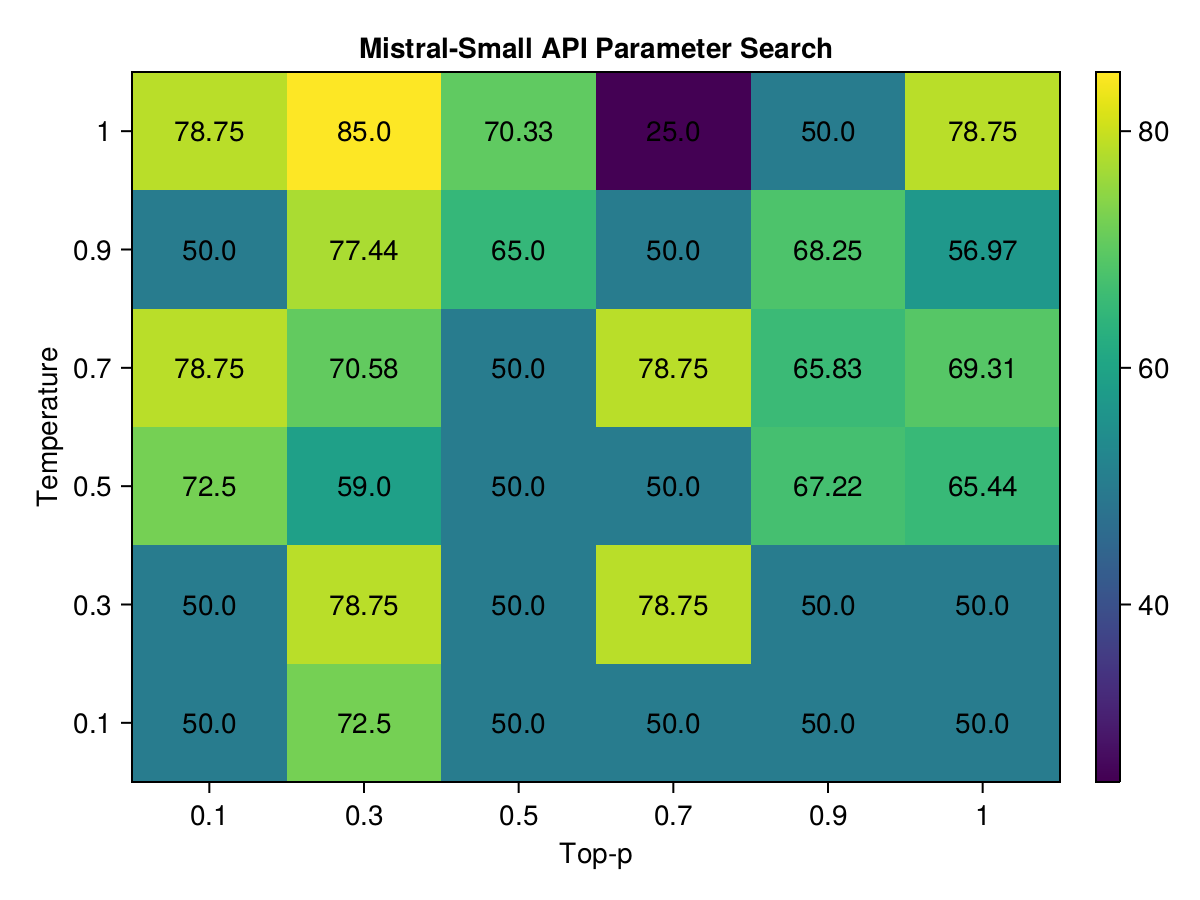 Mistral-Small API Parameter Search
1 78.75 85.0 70.33 25.0 50.0 78.75 80
0.9 50.0 77.44 65.0 50.0 68.25 56.97
0.7 78.75 70.58 50.0 78.75 65.83 69.31 60
Temperature
0.5 72.5 59.0 50.0 50.0 67.22 65.44
0.3 50.0 78.75 50.0 78.75 50.0 50.0 40
0.1 50.0 72.5 50.0 50.0 50.0 50.0
0.1 0.3 0.5 0.7 0.9 1
Top-p